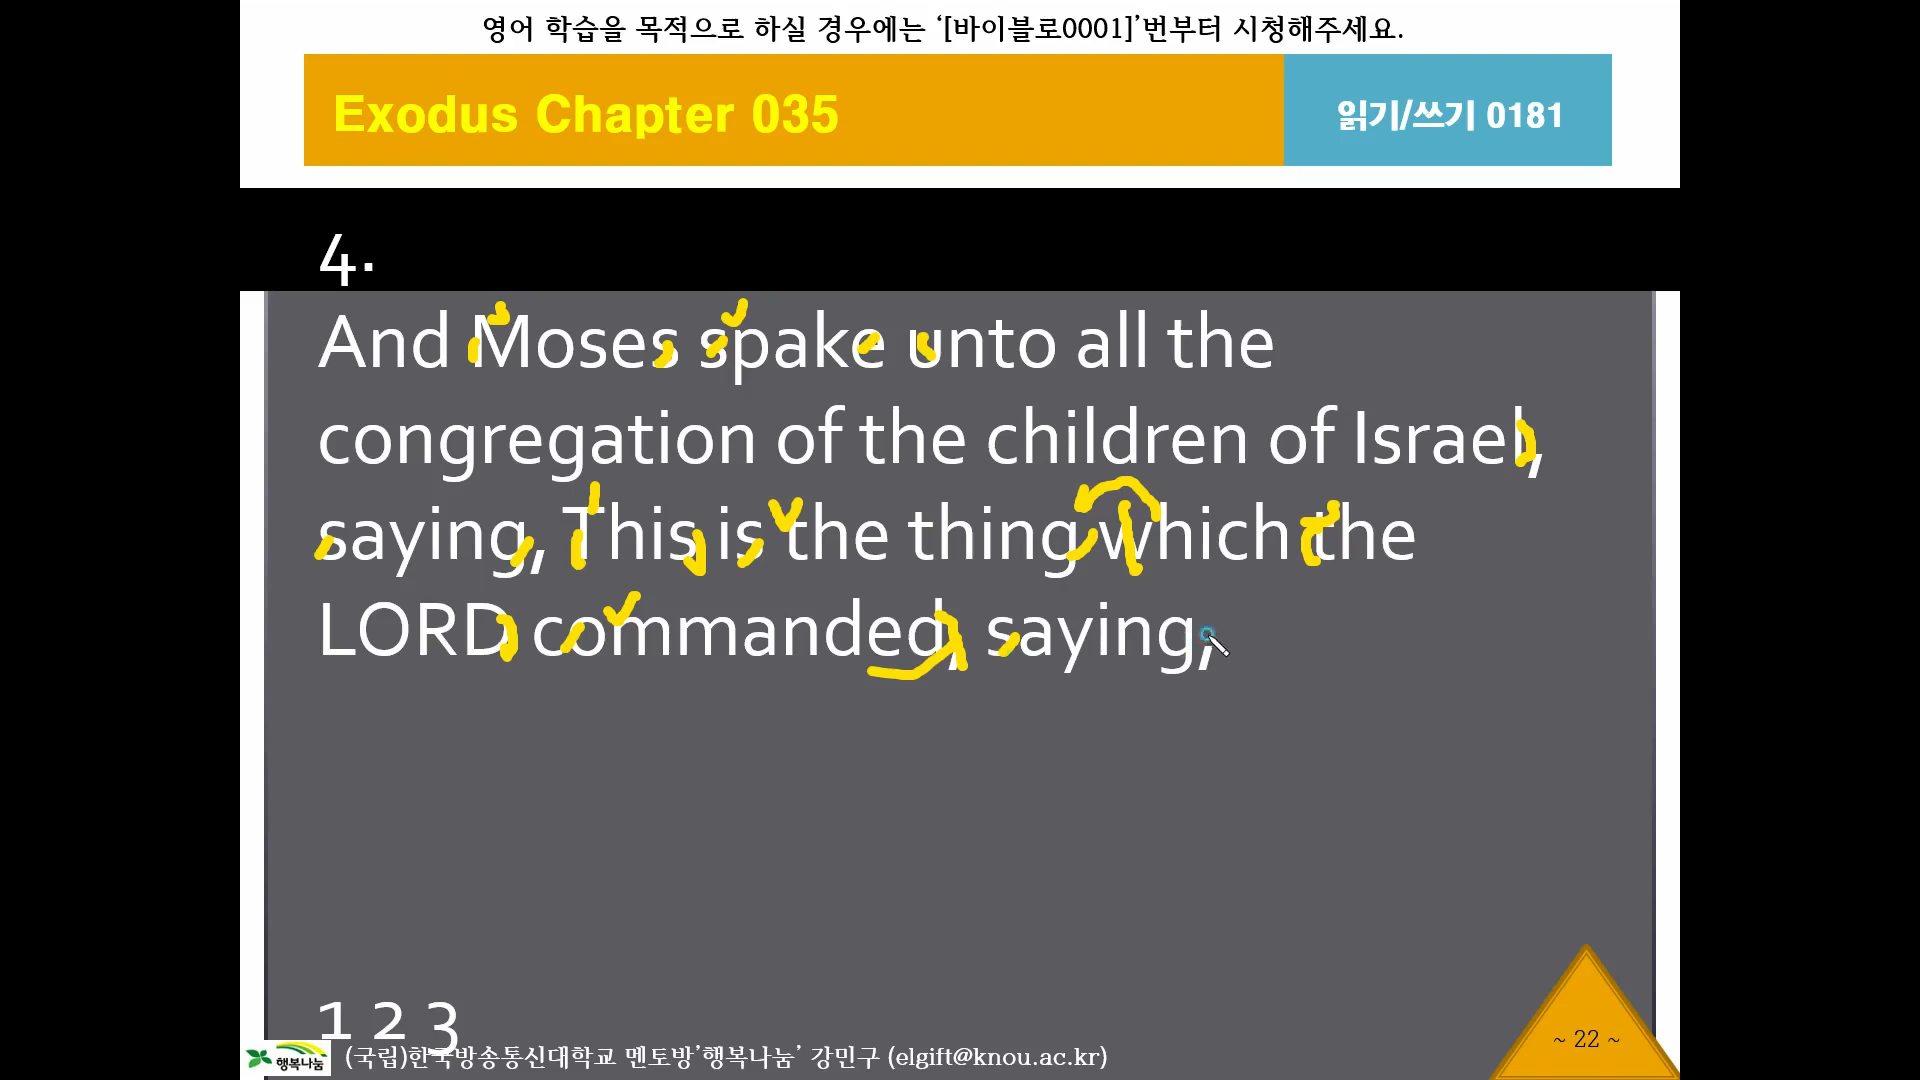 영어 학습을 목적으로 하실 경우에는 ‘[바이블로0001]’번부터 시청해주세요.
Exodus Chapter 035
읽기/쓰기 0181
4.
And Moses spake unto all the
congregation of the children of Israel,
saying, This is the thing which the
LORD commanded, saying,
1 2 3
행복나눔
(국립)한국방송통신대학교 멘토방’행복나눔’ 강민구 (elgift@knou.ac.kr)
~ 22 ~